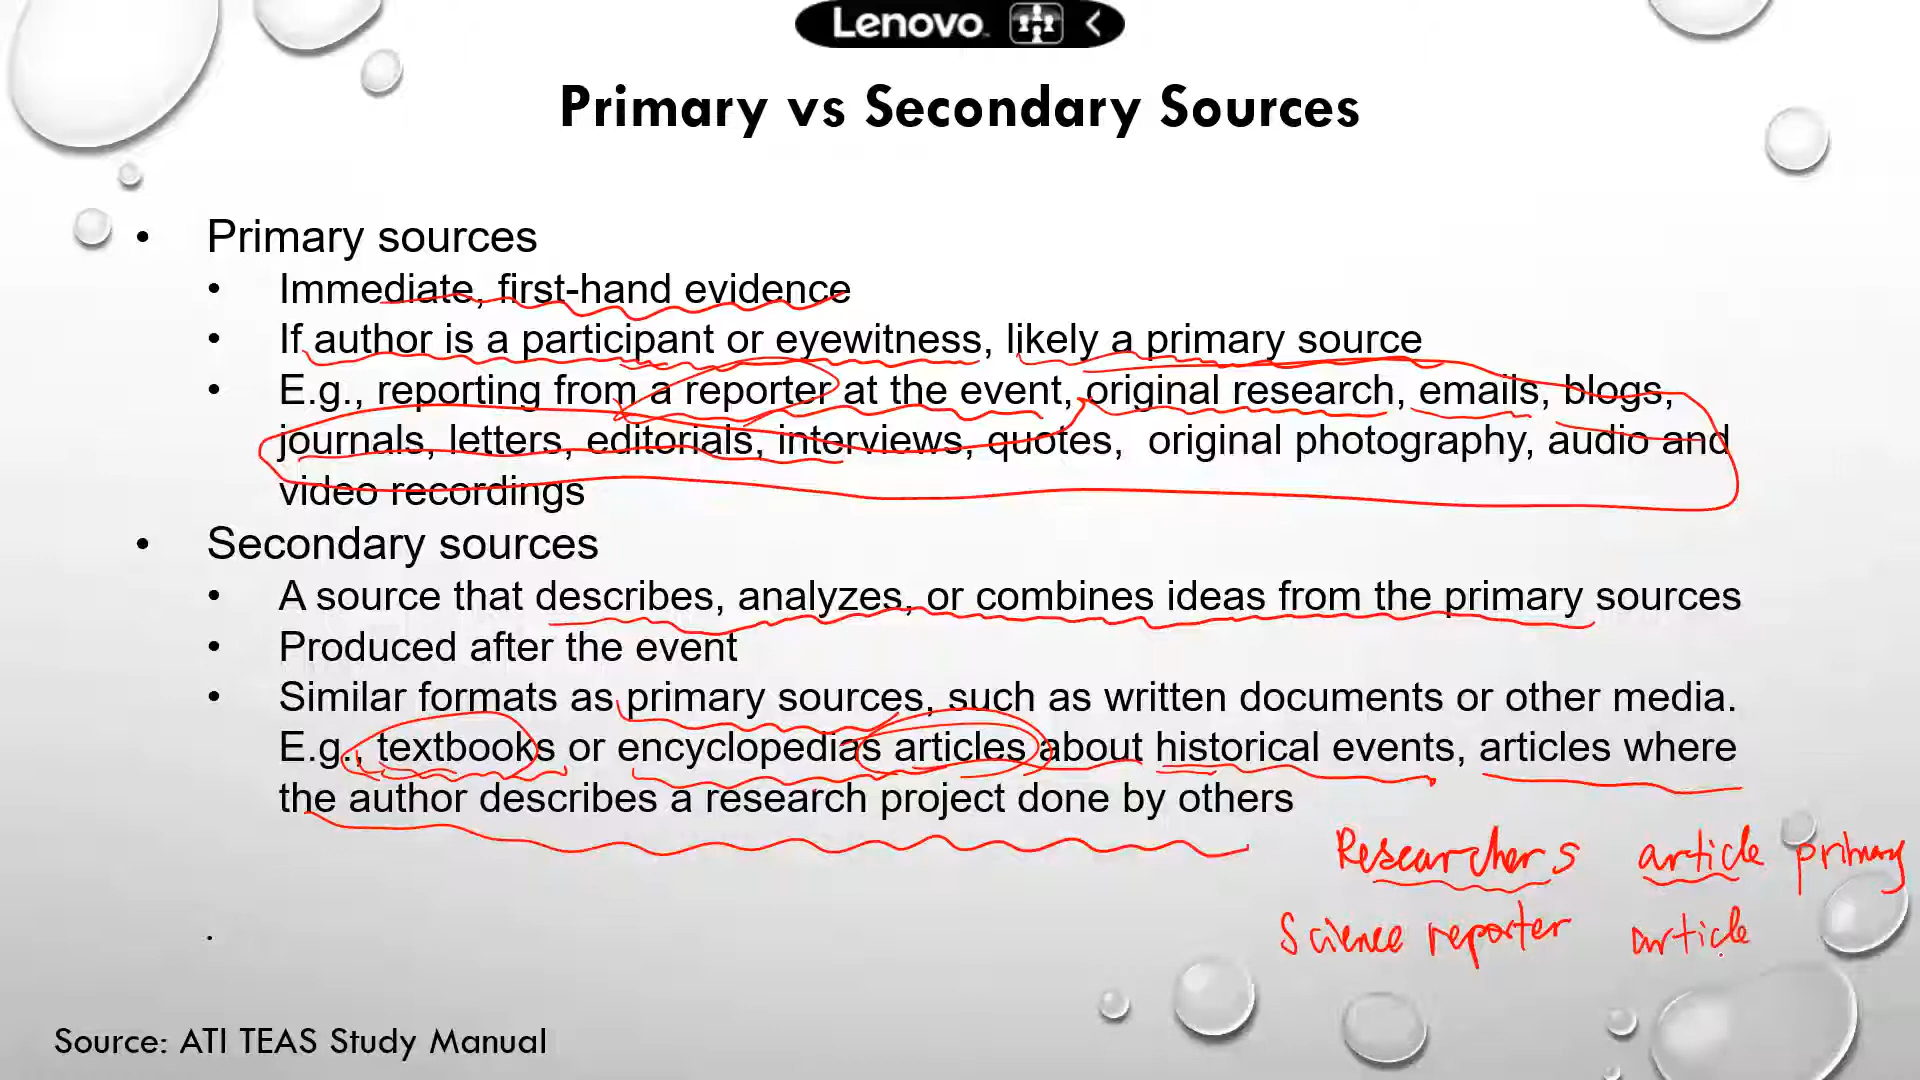 Lenovo
Primary vs Secondary Sources
• Primary sources
• Immediate, first-hand evidence
• If author is a participant or eyewitness, likely a primary source
• E.g., reporting from a reporter at the event, original research, emails, blogs,
journals, letters, editorials, interviews, quotes, original photography, audio and
video recordings
• Secondary sources
• A source that describes, analyzes, or combines ideas from the primary sources
• Produced after the event
• Similar formats as primary sources, such as written documents or other media.
E.g., textbooks or encyclopedias articles about historical events, articles where
the author describes a research project done by others
Researchers article primary
Science reporter article
.
Source: ATI TEAS Study Manual